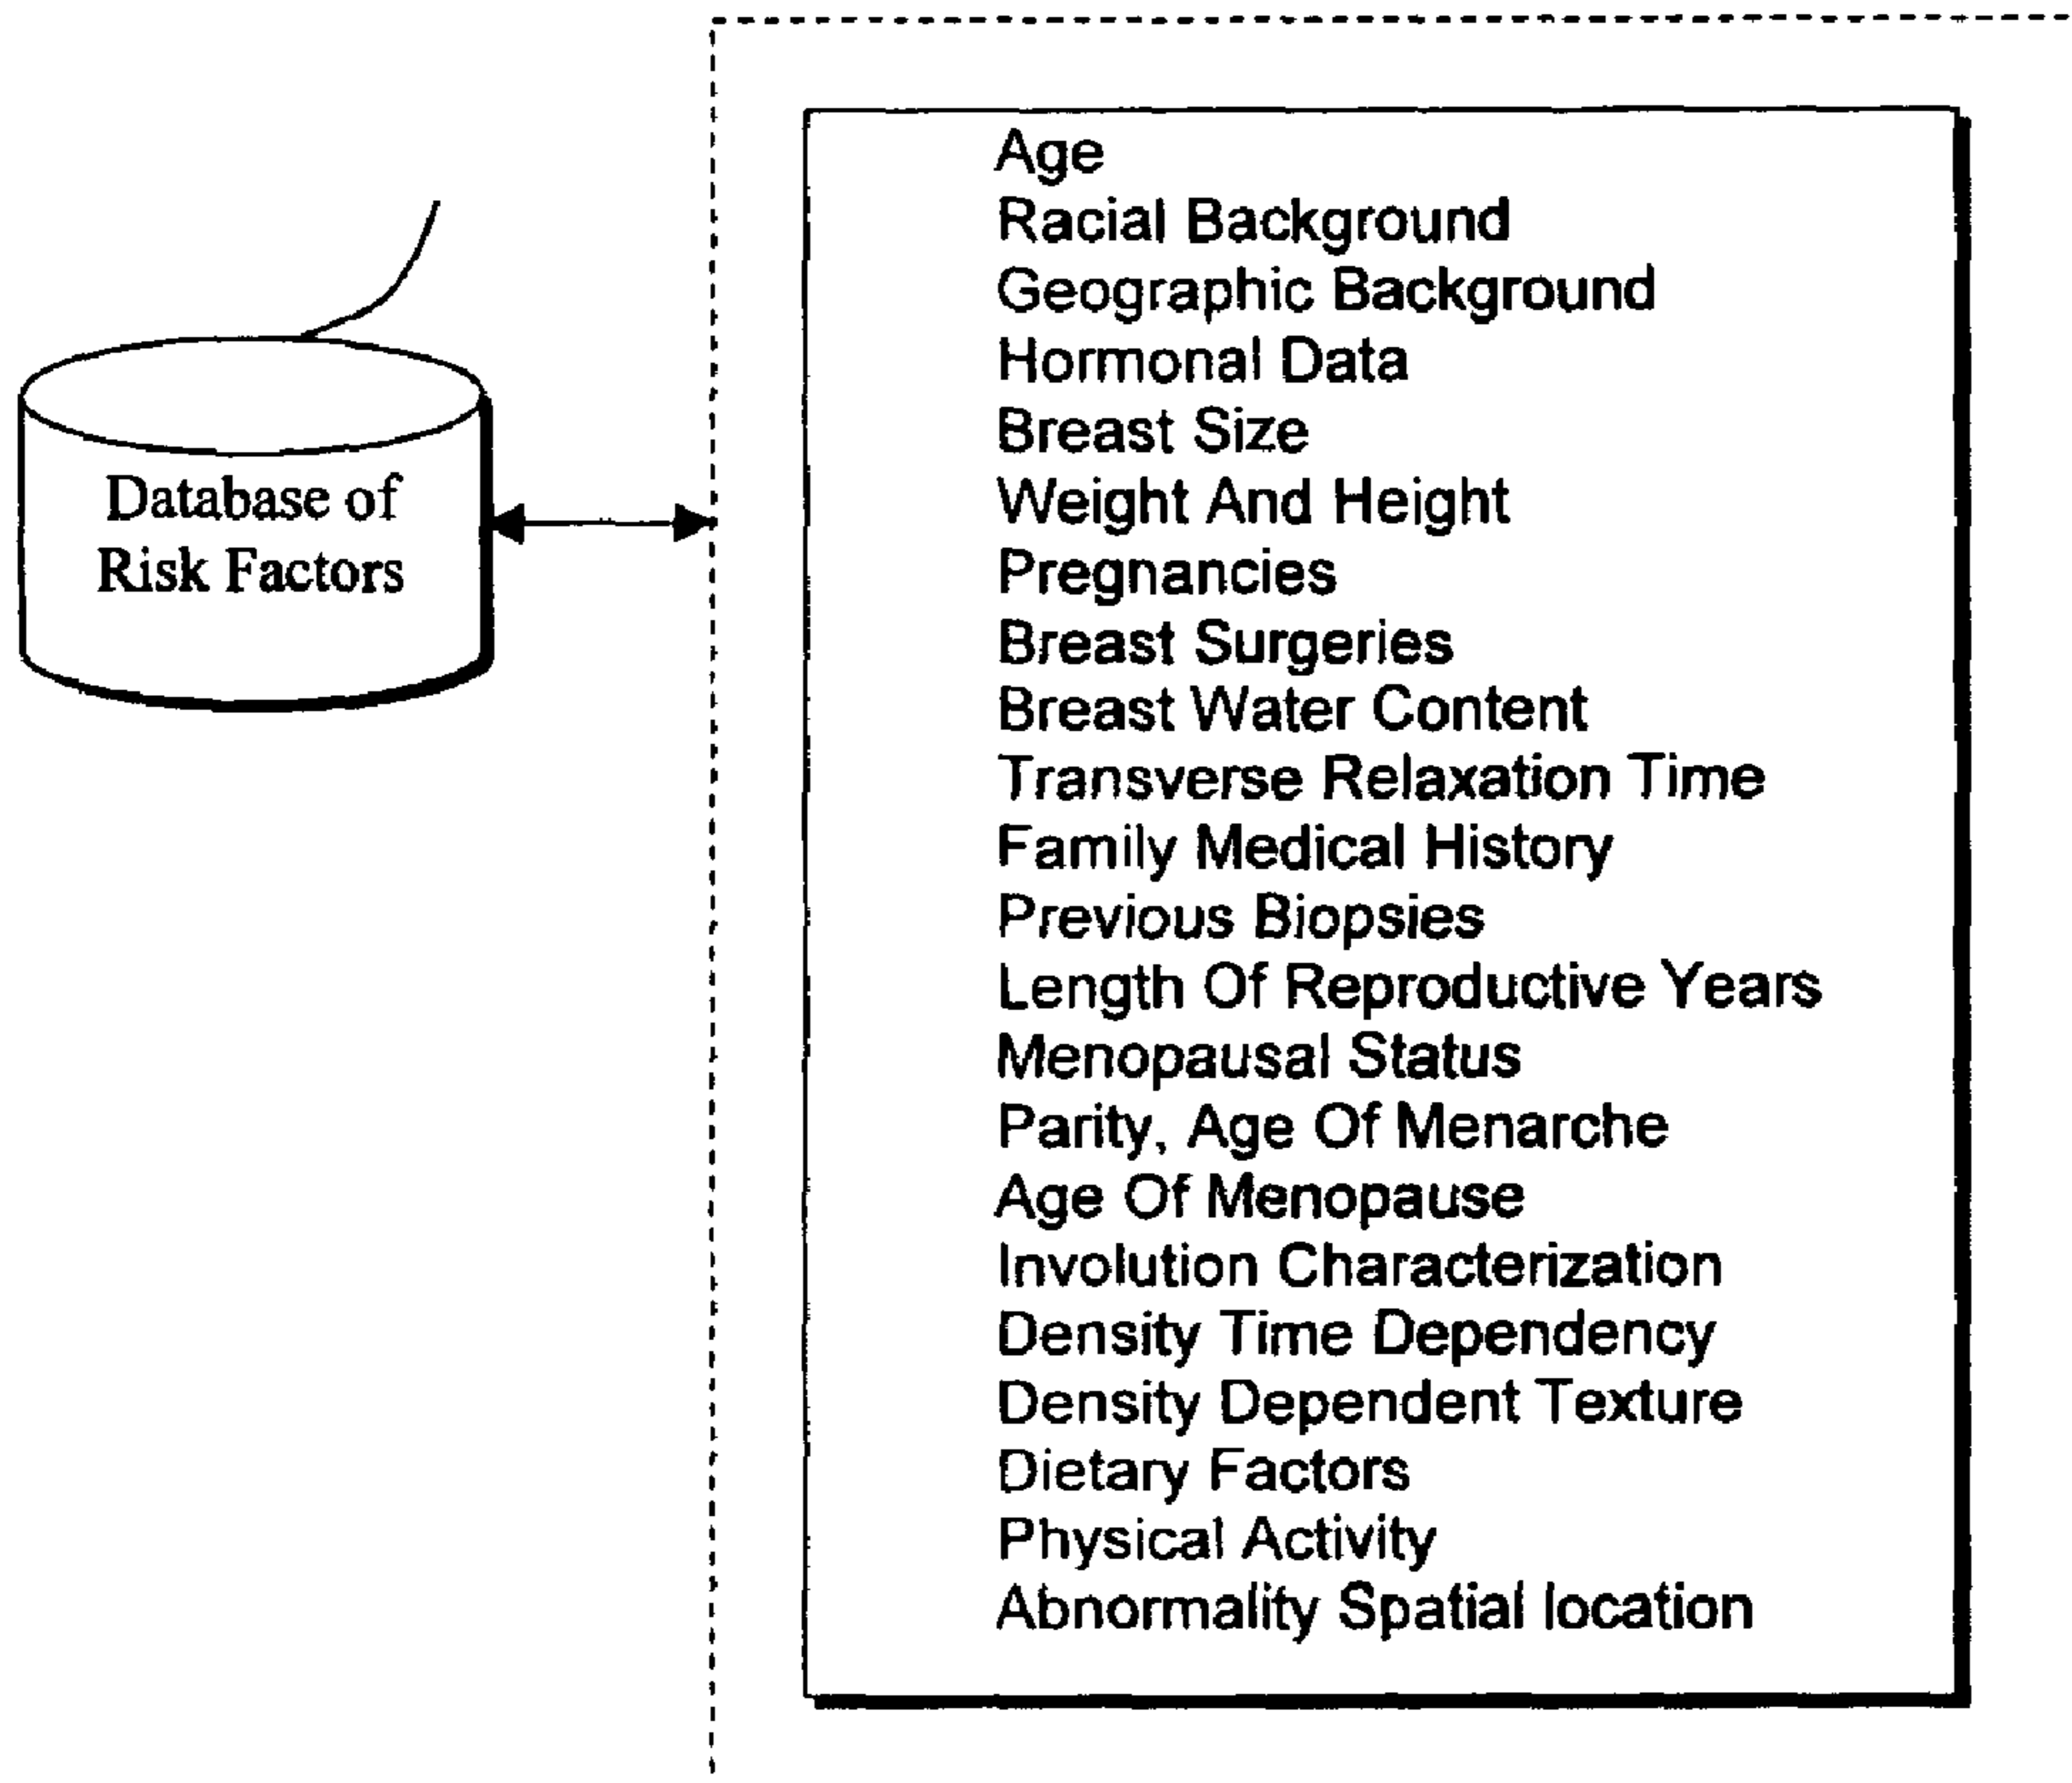 Database of
Risk Factors
Age
Racial Background
Geographic Background
Hormonal Data
Breast Size
Weight And Height
Pregnancies
Breast Surgeries
Breast Water Content
Transverse Relaxation Time
Family Medical History
Previous Biopsies
Length Of Reproductive Years
Menopausal Status
Parity, Age Of Menarche
Age Of Menopause
Involution Characterization
Density Time Dependency
Density Dependent Texture
Dietary Factors
Physical Activity
Abnormality Spatial location